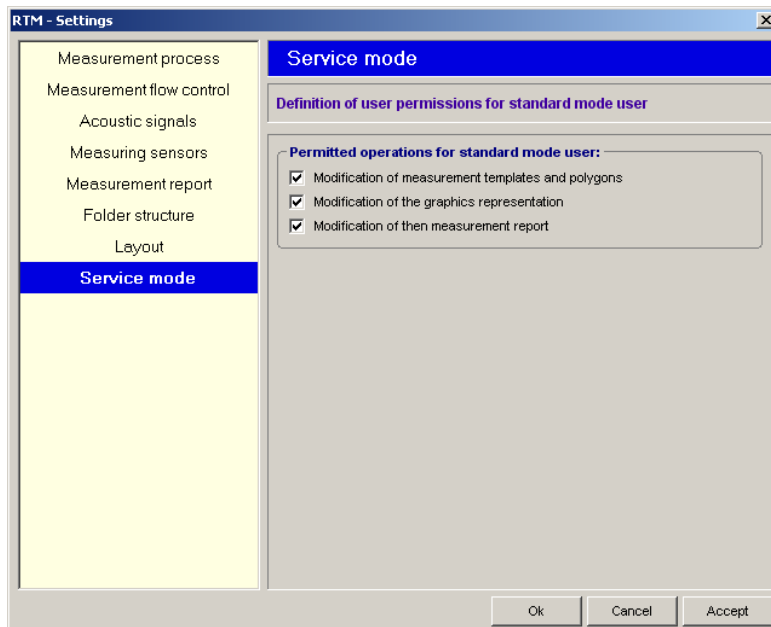 RTM - Settings
Measurement process
Measurement flow control
Acoustic signals
Measuring sensors
Measurement report
Folder structure
Layout
Service mode
Service mode
Definition of user permissions for standard mode user
Permitted operations for standard mode user:
Modification of measurement templates and polygons
Modification of the graphics representation
Modification of then measurement report
Ok Cancel Accept